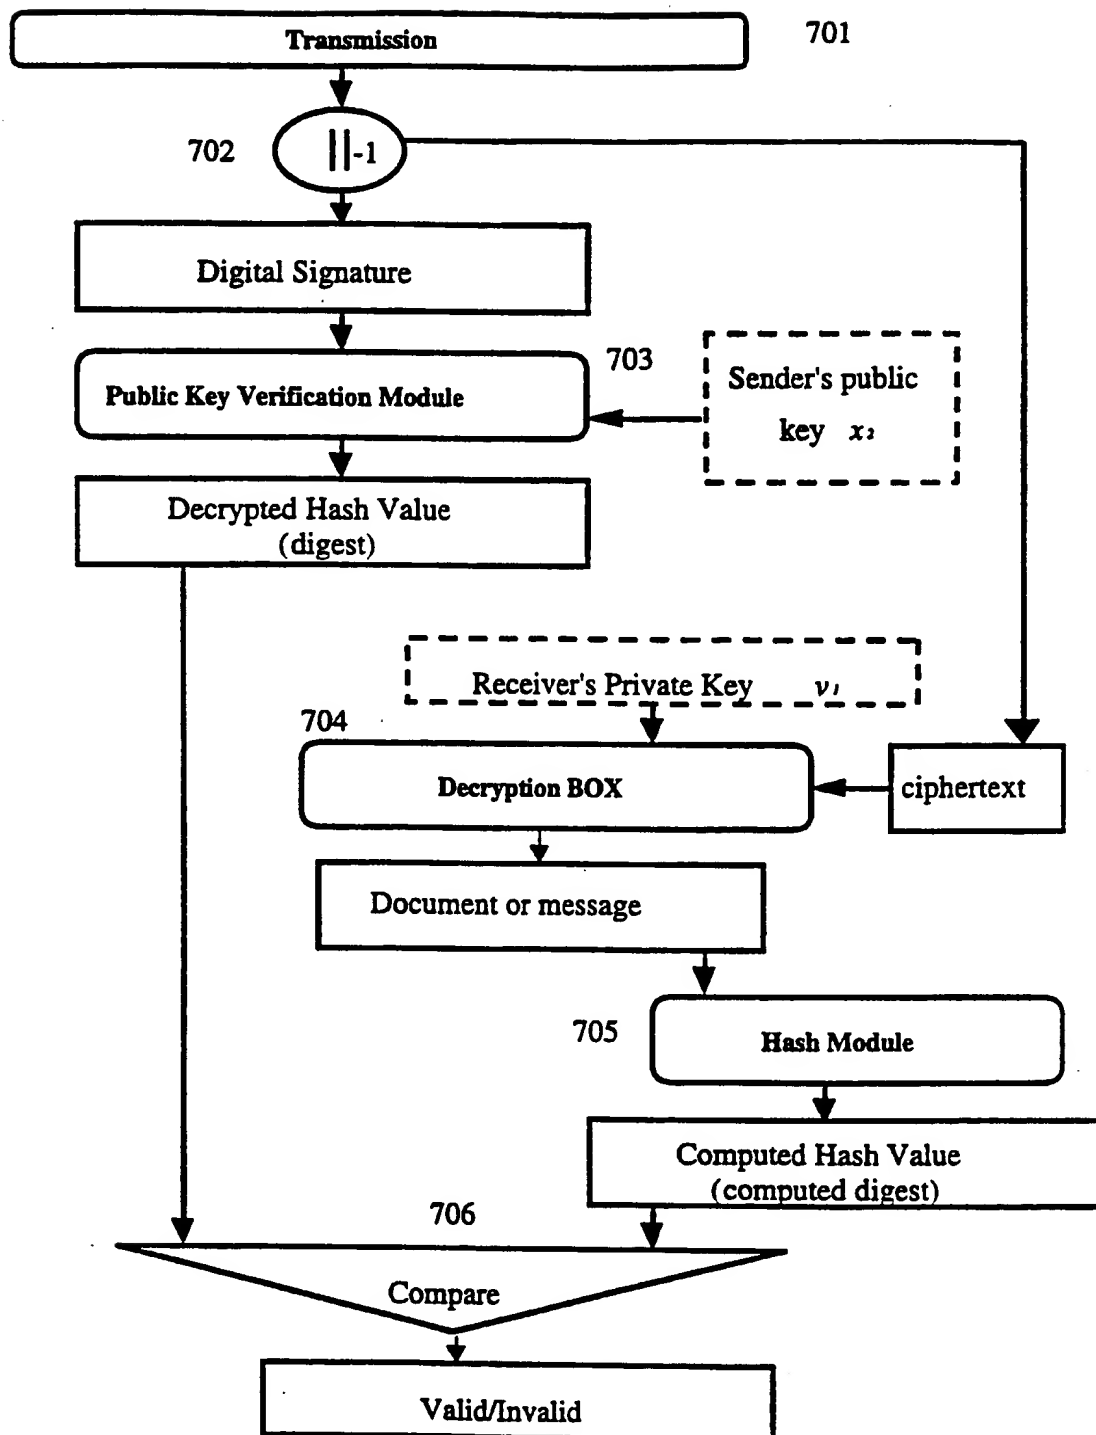 Transmission
701
702
||-1
Digital Signature
703
Public Key Verification Module
Sender's public
key x₂
Decrypted Hash Value
(digest)
Receiver's Private Key v₁
704
Decryption BOX
ciphertext
Document or message
705
Hash Module
Computed Hash Value
(computed digest)
706
Compare
Valid/Invalid